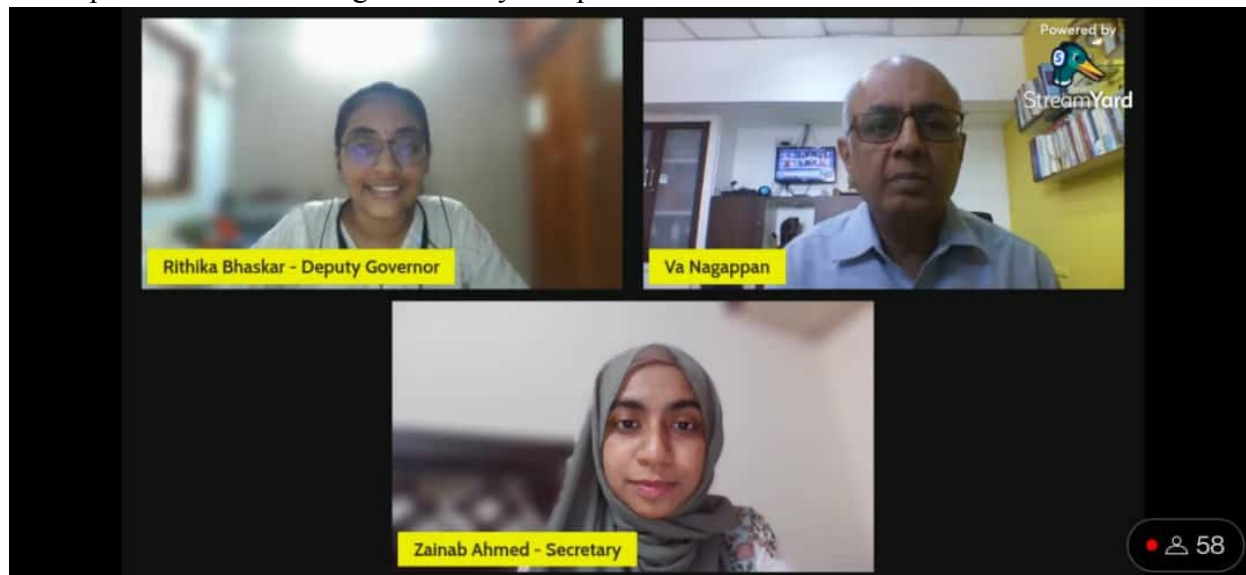 Powered by
StreamYard
Rithika Bhaskar - Deputy Governor
Va Nagappan
Zainab Ahmed - Secretary
58